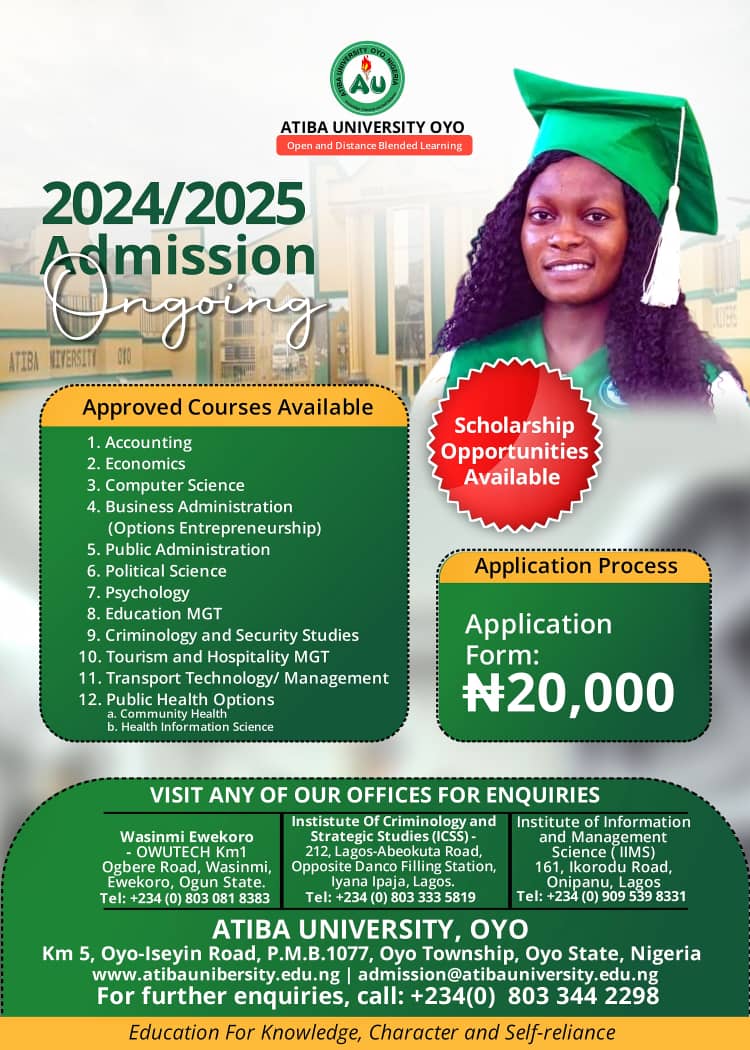 ATIBA UNIVERSITY OYO, NIGERIA
AU
ATIBA UNIVERSITY OYO
Open and Distance Blended Learning
2024/2025
Admission
Ongoing
ATIBA UNIVERSITY OYO
Approved Courses Available
1. Accounting
2. Economics
3. Computer Science
4. Business Administration
(Options Entrepreneurship)
5. Public Administration
6. Political Science
7. Psychology
8. Education MGT
9. Criminology and Security Studies
10. Tourism and Hospitality MGT
11. Transport Technology/ Management
12. Public Health Options
a. Community Health
b. Health Information Science
Scholarship
Opportunities
Available
Application Process
Application
Form:
₦20,000
VISIT ANY OF OUR OFFICES FOR ENQUIRIES
Wasinmi Ewekoro
- OWUTECH Km1
Ogbere Road, Wasinmi,
Ewekoro, Ogun State.
Tel: +234 (0) 803 081 8383
Instistute Of Criminology and
Strategic Studies (ICSS) -
212, Lagos-Abeokuta Road,
Opposite Danco Filling Station,
Iyana Ipaja, Lagos.
Tel: +234 (0) 803 333 5819
Institute of Information
and Management
Science ( IIMS)
161, Ikorodu Road,
Onipanu, Lagos
Tel: +234 (0) 909 539 8331
ATIBA UNIVERSITY, OYO
Km 5, Oyo-Iseyin Road, P.M.B.1077, Oyo Township, Oyo State, Nigeria
www.atibaunibersity.edu.ng | admission@atibauniversity.edu.ng
For further enquiries, call: +234(0) 803 344 2298
Education For Knowledge, Character and Self-reliance